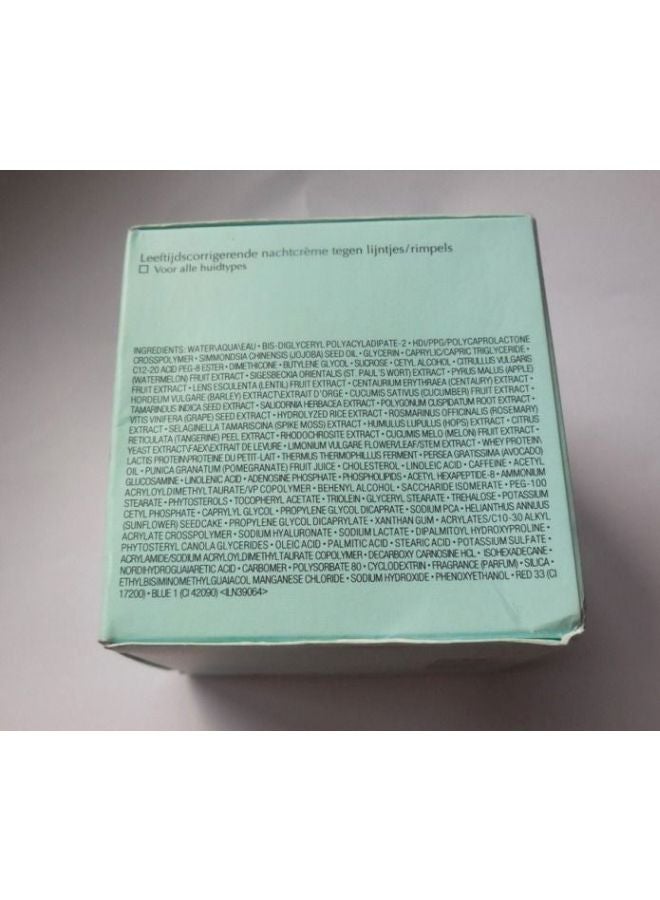 Leeftijdscorrigerende nachtcrème tegen lijntjes/rimpels
☐ Voor alle huidtypes
INGREDIENTS: WATER\AQUA\EAU • BIS-DIGLYCERYL POLYACYLADIPATE-2 • HDI/PPG/POLYCAPROLACTONE
CROSSPOLYMER • SIMMONDSIA CHINENSIS (JOJOBA) SEED OIL • GLYCERIN • CAPRYLIC/CAPRIC TRIGLYCERIDE •
C12-20 ACID PEG-8 ESTER • DIMETHICONE • BUTYLENE GLYCOL • SUCROSE • CETYL ALCOHOL • CITRULLUS VULGARIS
(WATERMELON) FRUIT EXTRACT • SIGESBECKIA ORIENTALIS (ST. PAUL'S WORT) EXTRACT • PYRUS MALUS (APPLE)
FRUIT EXTRACT • LENS ESCULENTA (LENTIL) FRUIT EXTRACT • CENTAURIUM ERYTHRAEA (CENTAURY) EXTRACT •
HORDEUM VULGARE (BARLEY) EXTRACT\EXTRAIT D'ORGE • CUCUMIS SATIVUS (CUCUMBER) FRUIT EXTRACT •
TAMARINDUS INDICA SEED EXTRACT • SALICORNIA HERBACEA EXTRACT • POLYGONUM CUSPIDATUM ROOT EXTRACT •
VITIS VINIFERA (GRAPE) SEED EXTRACT • HYDROLYZED RICE EXTRACT • ROSMARINUS OFFICINALIS (ROSEMARY)
EXTRACT • SELAGINELLA TAMARISCINA (SPIKE MOSS) EXTRACT • HUMULUS LUPULUS (HOPS) EXTRACT • CITRUS
RETICULATA (TANGERINE) PEEL EXTRACT • RHODOCHROSITE EXTRACT • CUCUMIS MELO (MELON) FRUIT EXTRACT •
YEAST EXTRACT\FAEX\EXTRAIT DE LEVURE • LIMONIUM VULGARE FLOWER/LEAF/STEM EXTRACT • WHEY PROTEIN\
LACTIS PROTEIN\PROTÉINE DU PETIT-LAIT • THERMUS THERMOPHILLUS FERMENT • PERSEA GRATISSIMA (AVOCADO)
OIL • PUNICA GRANATUM (POMEGRANATE) FRUIT JUICE • CHOLESTEROL • LINOLEIC ACID • CAFFEINE • ACETYL
GLUCOSAMINE • LINOLENIC ACID • ADENOSINE PHOSPHATE • PHOSPHOLIPIDS • ACETYL HEXAPEPTIDE-8 • AMMONIUM
ACRYLOYLDIMETHYLTAURATE/VP COPOLYMER • BEHENYL ALCOHOL • SACCHARIDE ISOMERATE • PEG-100
STEARATE • PHYTOSTEROLS • TOCOPHERYL ACETATE • TRIOLEIN • GLYCERYL STEARATE • TREHALOSE • POTASSIUM
CETYL PHOSPHATE • CAPRYLYL GLYCOL • PROPYLENE GLYCOL DICAPRATE • SODIUM PCA • HELIANTHUS ANNUUS
(SUNFLOWER) SEEDCAKE • PROPYLENE GLYCOL DICAPRYLATE • XANTHAN GUM • ACRYLATES/C10-30 ALKYL
ACRYLATE CROSSPOLYMER • SODIUM HYALURONATE • SODIUM LACTATE • DIPALMITOYL HYDROXYPROLINE •
PHYTOSTERYL CANOLA GLYCERIDES • OLEIC ACID • PALMITIC ACID • STEARIC ACID • POTASSIUM SULFATE •
ACRYLAMIDE/SODIUM ACRYLOYLDIMETHYLTAURATE COPOLYMER • DECARBOXY CARNOSINE HCL • ISOHEXADECANE •
NORDIHYDROGUAIARETIC ACID • CARBOMER • POLYSORBATE 80 • CYCLODEXTRIN • FRAGRANCE (PARFUM) • SILICA •
ETHYLBISIMINOMETHYLGUAIACOL MANGANESE CHLORIDE • SODIUM HYDROXIDE • PHENOXYETHANOL • RED 33 (CI
17200) • BLUE 1 (CI 42090) <ILN39064>